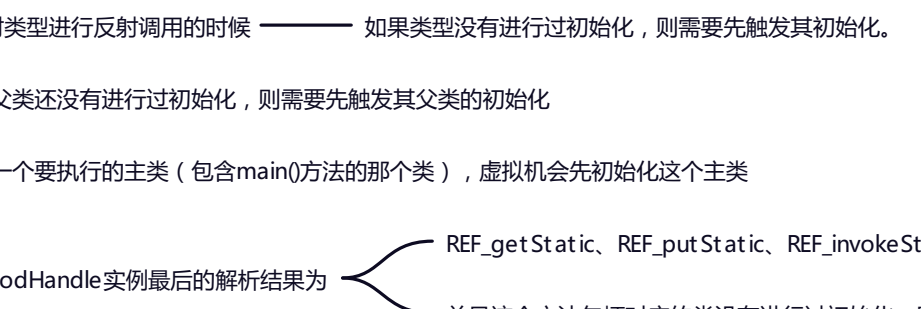 类型进行反射调用的时候 如果类型没有进行过初始化，则需要先触发其初始化。
父类还没有进行过初始化，则需要先触发其父类的初始化
一个要执行的主类（包含main()方法的那个类），虚拟机会先初始化这个主类
REF_getStatic、REF_putStatic、REF_invokeSt
odHandle实例最后的解析结果为